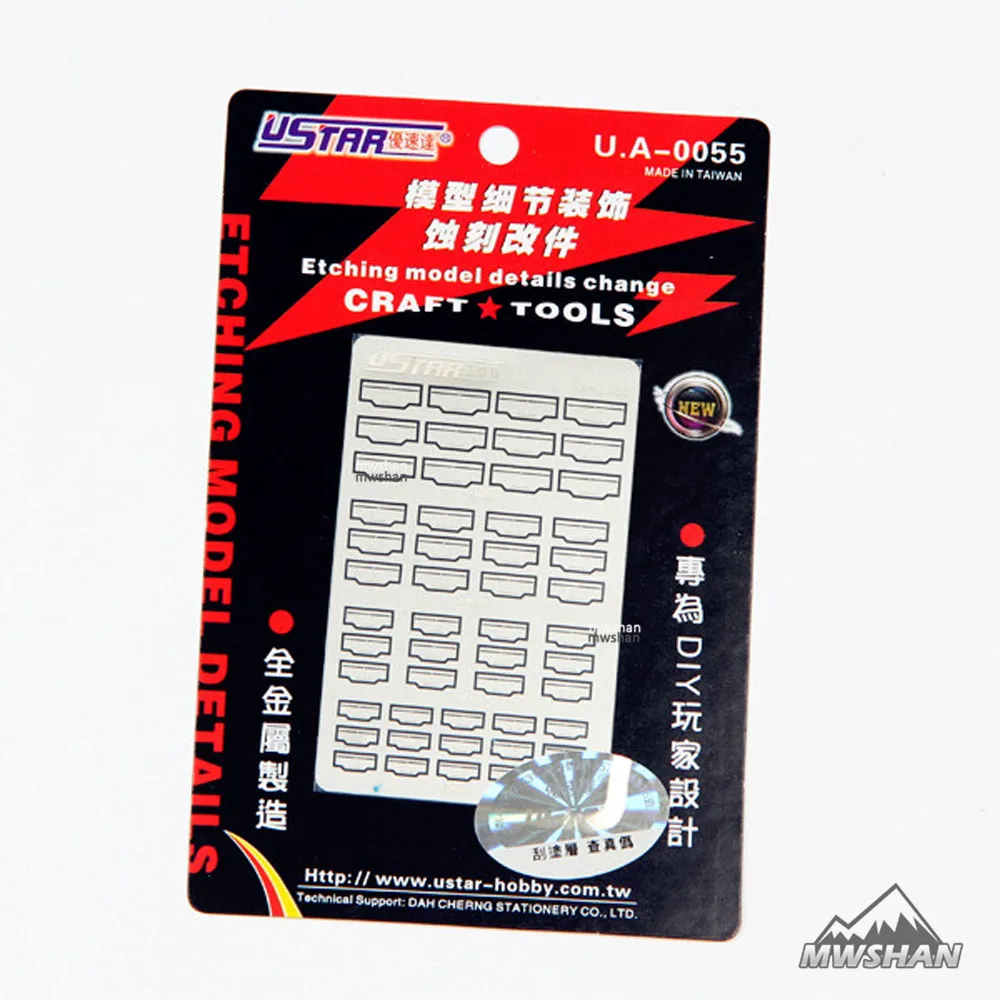 USTAR優速達®
U.A-0055
MADE IN TAIWAN
模型细节装饰
蚀刻改件
Etching model details change
CRAFT ★ TOOLS
ETCHING MODEL DETAILS
USTAR
NEW
mwshan
mwshan
mwshan
mwshan
專為DIY玩家設計
全金屬製造
刮塗層 查真偽
Http://www.ustar-hobby.com.tw
Technical Support: DAH CHERNG STATIONERY CO., LTD.
MWSHAN